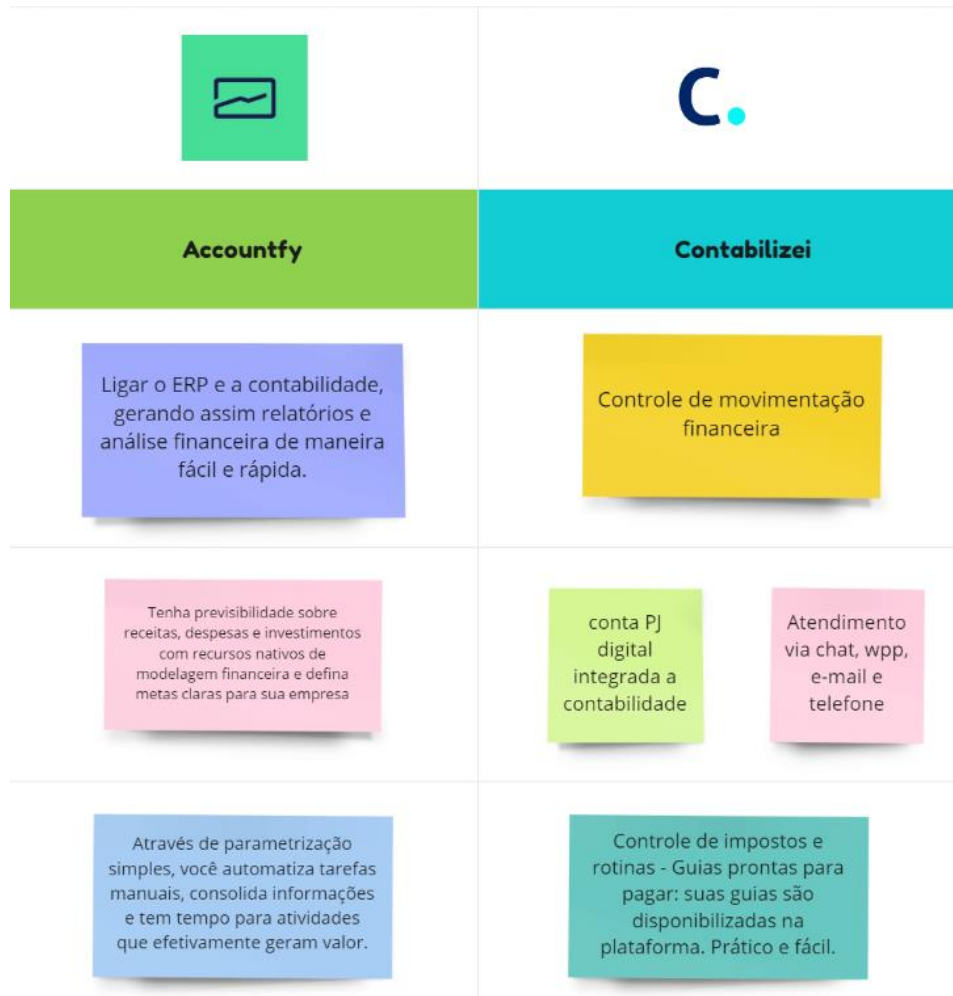 C.
Accountfy
Contabilizei
Ligar o ERP e a contabilidade,
gerando assim relatórios e
análise financeira de maneira
fácil e rápida.
Controle de movimentação
financeira
Tenha previsibilidade sobre
receitas, despesas e investimentos
com recursos nativos de
modelagem financeira e defina
metas claras para sua empresa
conta PJ
digital
integrada a
contabilidade
Atendimento
via chat, wpp,
e-mail e
telefone
Através de parametrização
simples, você automatiza tarefas
manuais, consolida informações
e tem tempo para atividades
que efetivamente geram valor.
Controle de impostos e
rotinas - Guias prontas para
pagar: suas guias são
disponibilizadas na
plataforma. Prático e fácil.